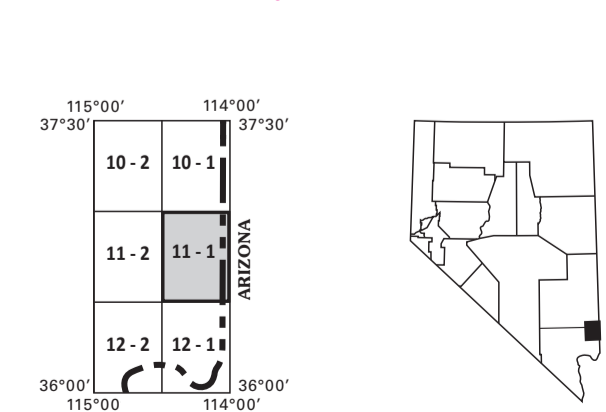 115°00′ 114°00′
37°30′ 37°30′
10 - 2 10 - 1
11 - 2 11 - 1
ARIZONA
12 - 2 12 - 1
36°00′ 36°00′
115°00 114°00′